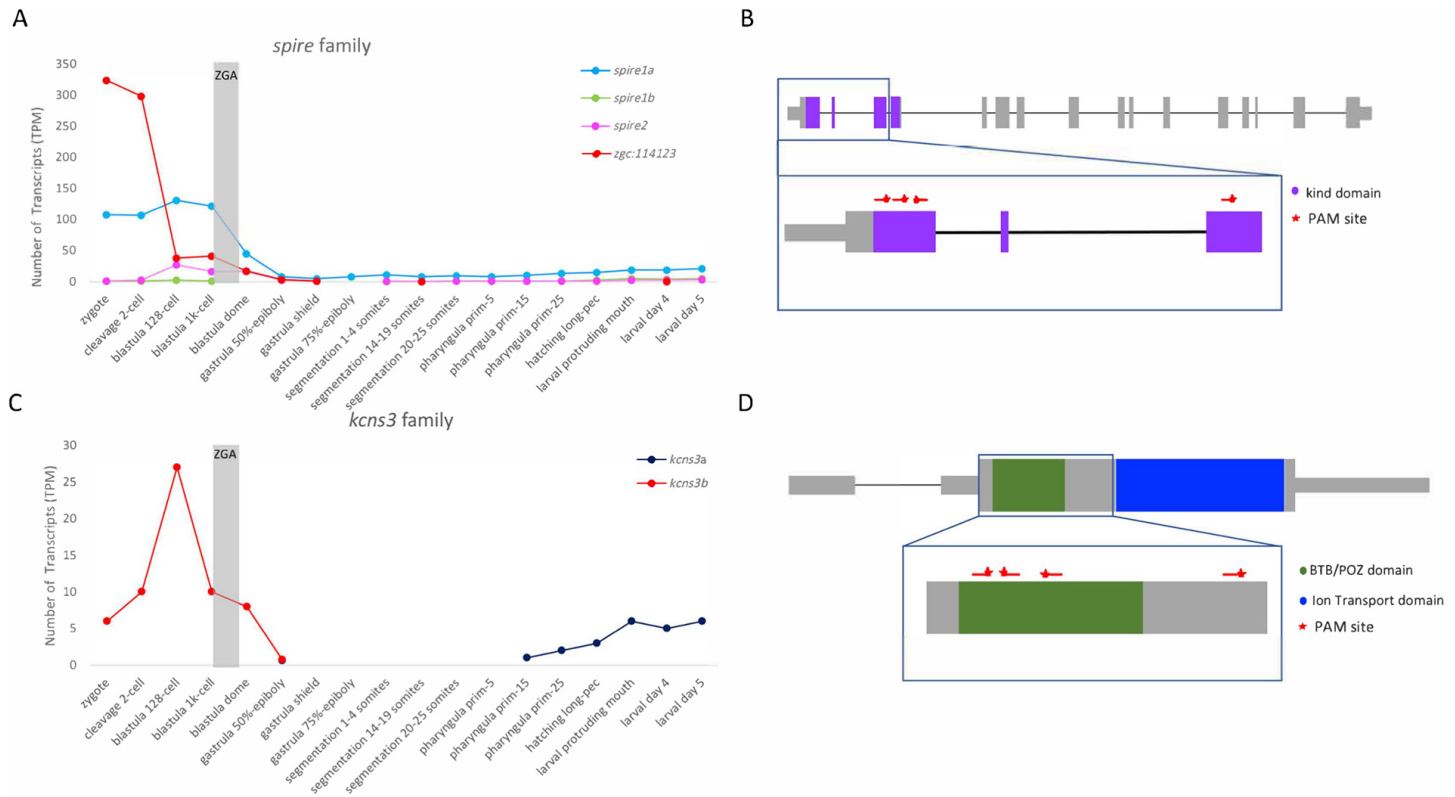 A
spire family
350
300
250
200
150
100
50
0
Number of Transcripts (TPM)
ZGA
spire1a
spire1b
spire2
zgc:114123
zygote
cleavage 2-cell
blastula 128-cell
blastula 1k-cell
blastula dome
gastrula 50%-epiboly
gastrula shield
gastrula 75%-epiboly
segmentation 1-4 somites
segmentation 14-19 somites
segmentation 20-25 somites
pharyngula prim-5
pharyngula prim-15
pharyngula prim-25
hatching long-pec
larval protruding mouth
larval day 4
larval day 5
B
kind domain
PAM site
C
kcns3 family
30
25
20
15
10
5
0
Number of Transcripts (TPM)
ZGA
kcns3a
kcns3b
zygote
cleavage 2-cell
blastula 128-cell
blastula 1k-cell
blastula dome
gastrula 50%-epiboly
gastrula shield
gastrula 75%-epiboly
segmentation 1-4 somites
segmentation 14-19 somites
segmentation 20-25 somites
pharyngula prim-5
pharyngula prim-15
pharyngula prim-25
hatching long-pec
larval protruding mouth
larval day 4
larval day 5
D
BTB/POZ domain
Ion Transport domain
PAM site